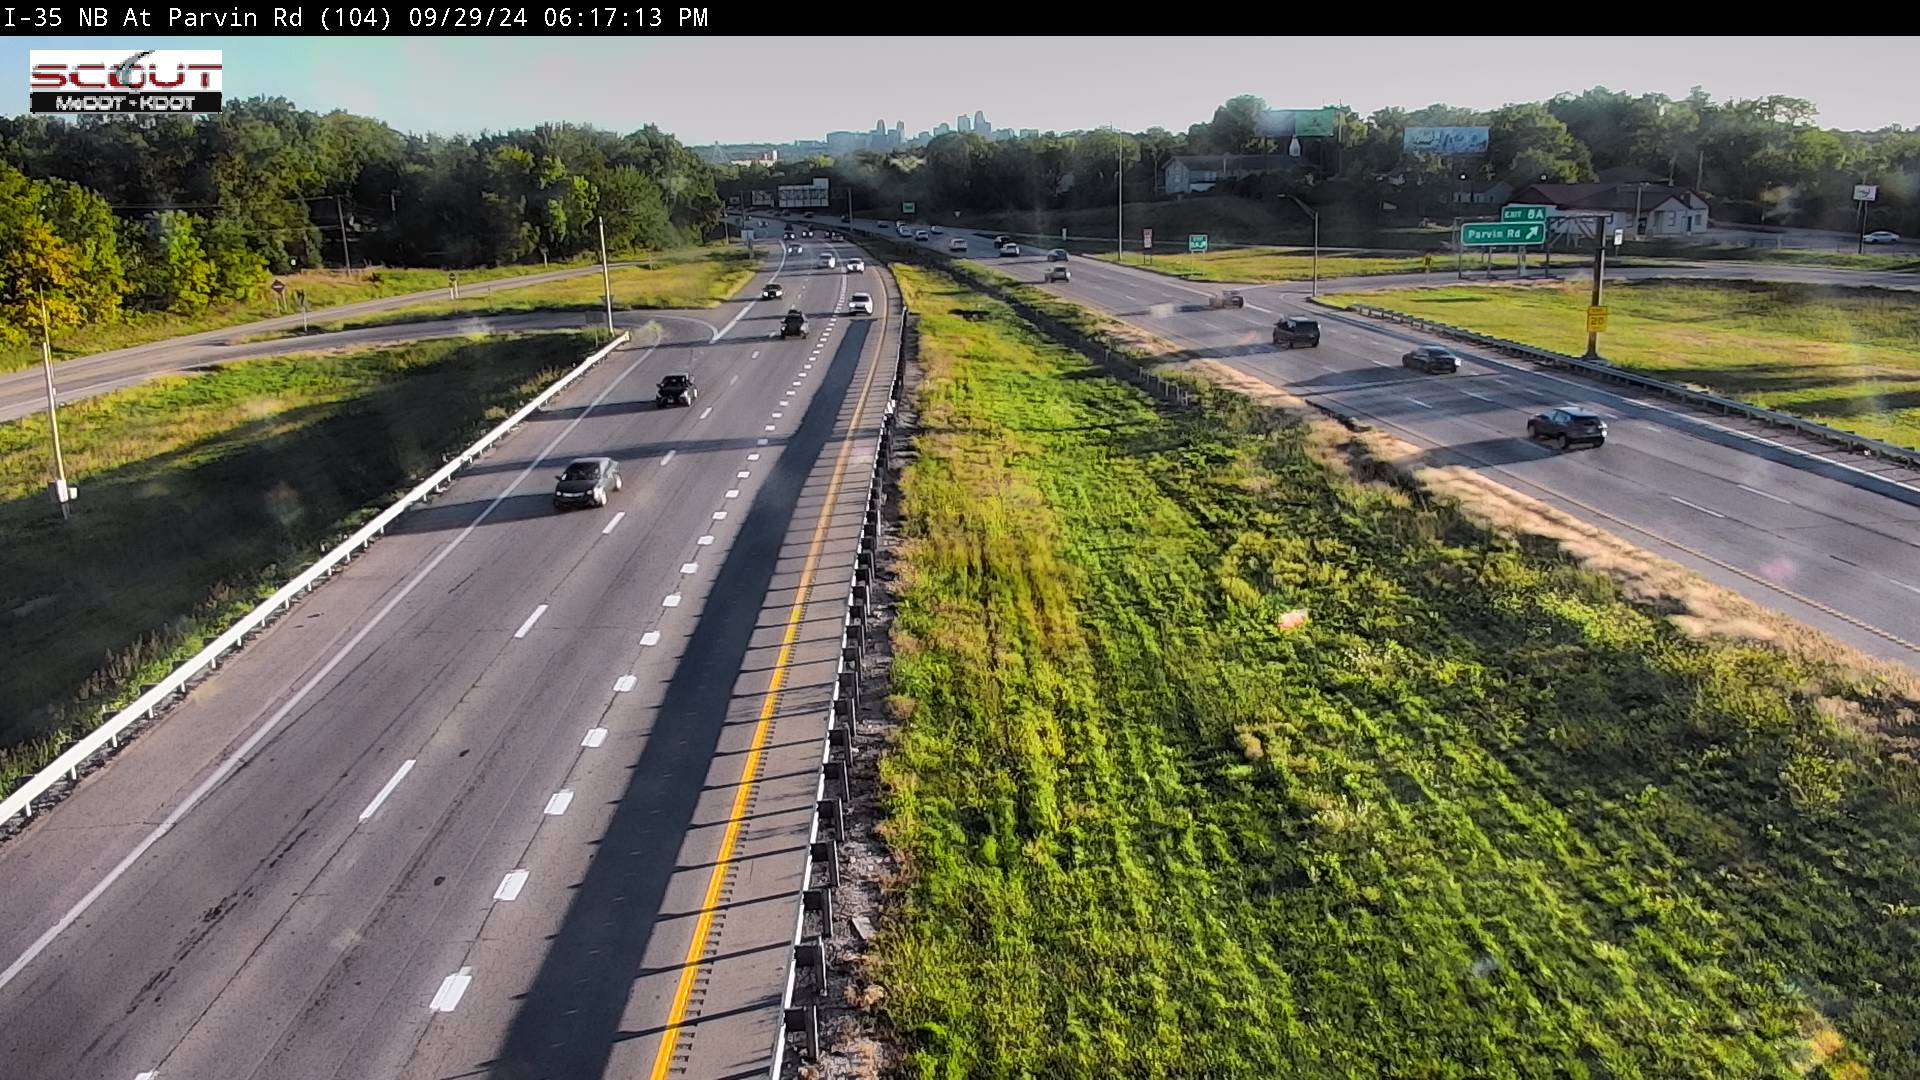 I-35 NB At Parvin Rd (104) 09/29/24 06:17:13 PM
SCOUT
MoDOT - KDOT
EXIT 8A
Parvin Rd